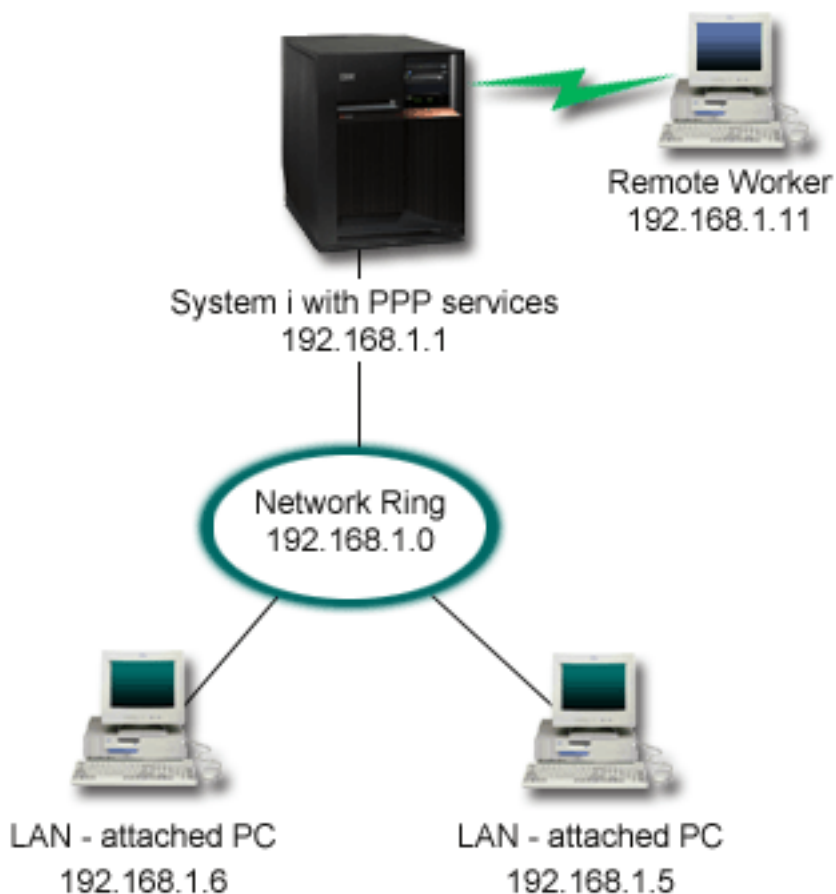 IBM
Remote Worker
192.168.1.11
System i with PPP services
192.168.1.1
Network Ring
192.168.1.0
LAN - attached PC
192.168.1.6
LAN - attached PC
192.168.1.5